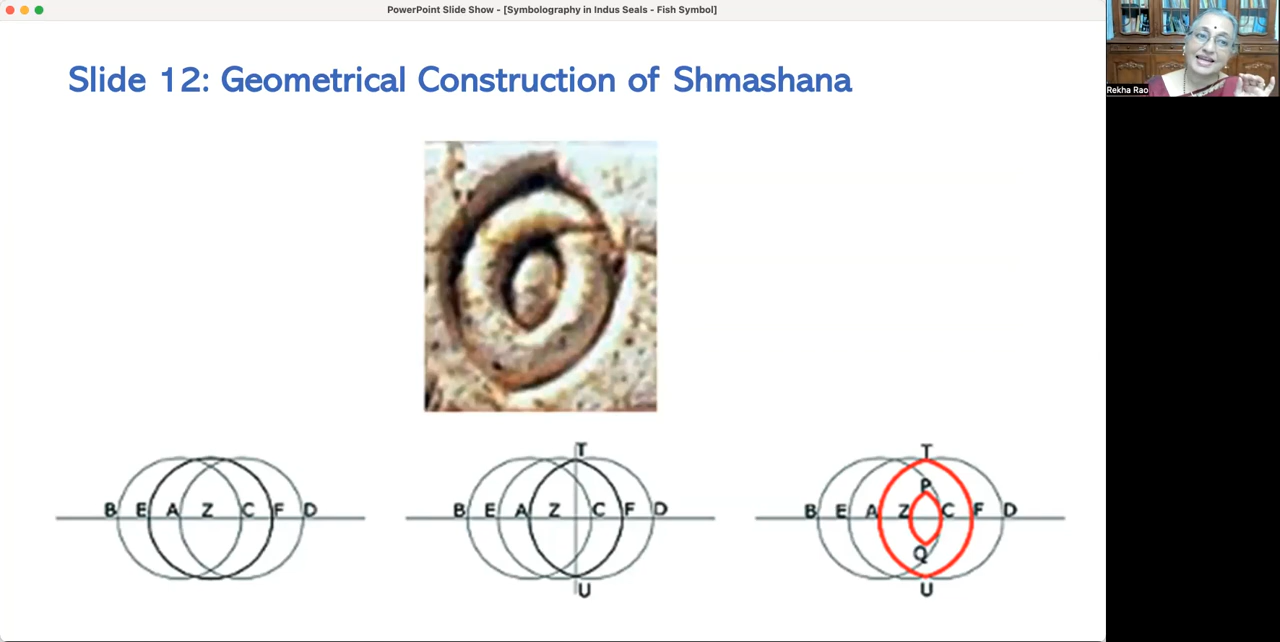 PowerPoint Slide Show - [Symbolography in Indus Seals - Fish Symbol]
Rekha Rao
Slide 12: Geometrical Construction of Shmashana
B E A Z C F D
T
B E A Z C F D
U
T
P
B E A Z C F D
Q
U